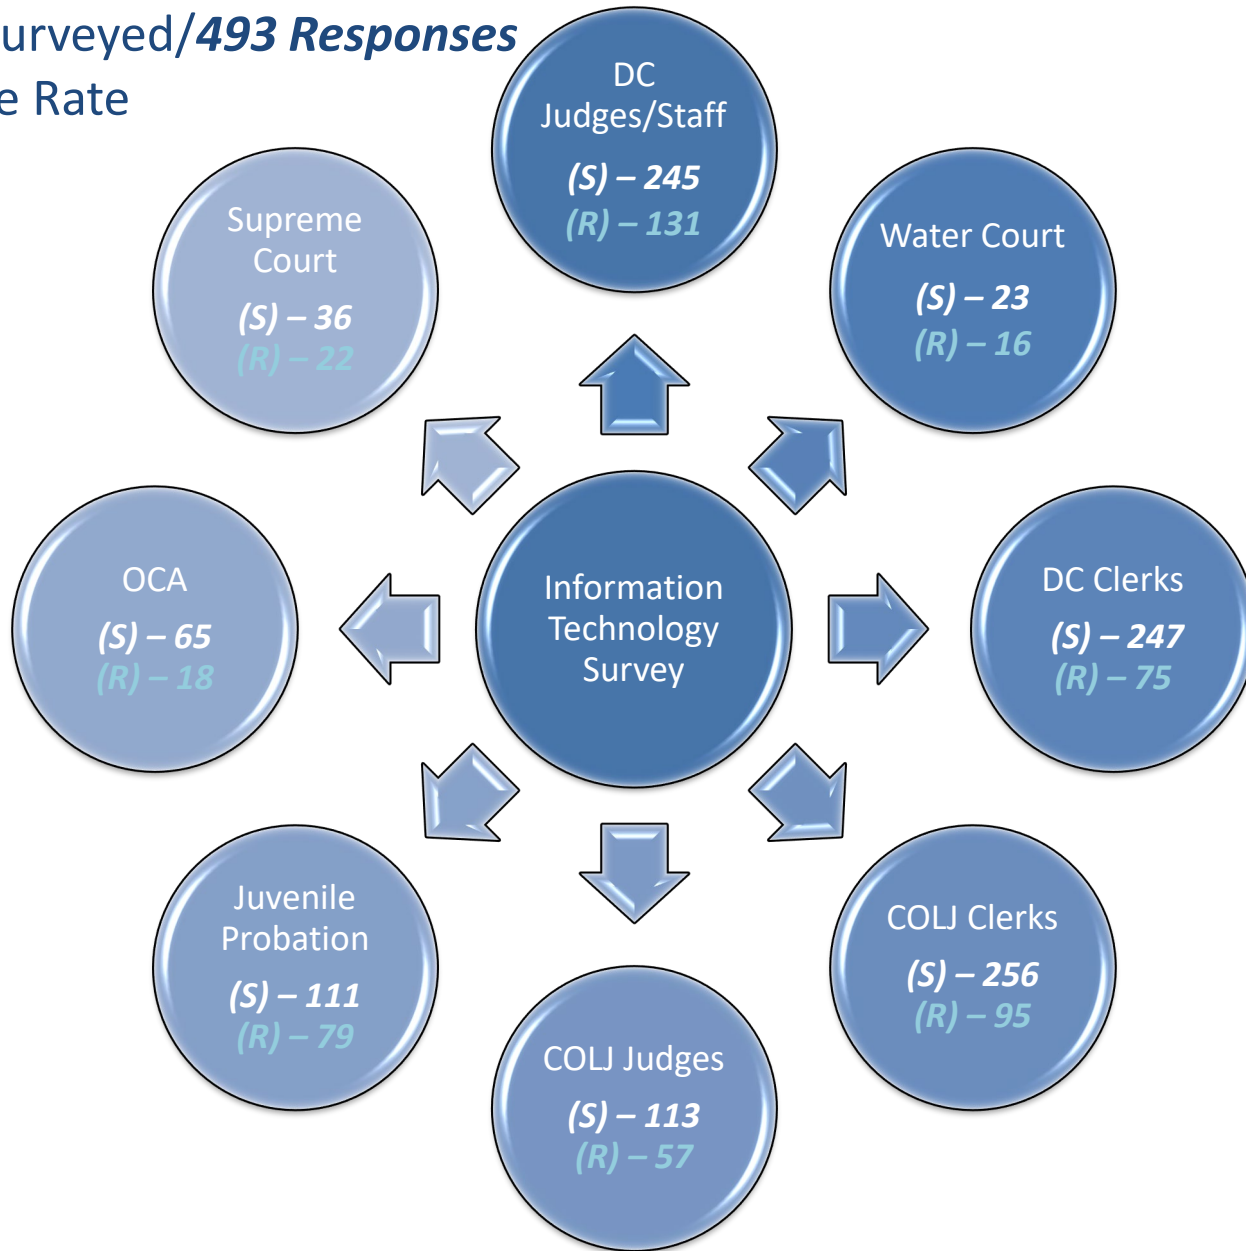 urveyed/493 Responses
e Rate
DC
Judges/Staff
(S) – 245
(R) – 131
Supreme
Court
(S) – 36
(R) – 22
Water Court
(S) – 23
(R) – 16
OCA
(S) – 65
(R) – 18
Information
Technology
Survey
DC Clerks
(S) – 247
(R) – 75
Juvenile
Probation
(S) – 111
(R) – 79
COLJ Clerks
(S) – 256
(R) – 95
COLJ Judges
(S) – 113
(R) – 57